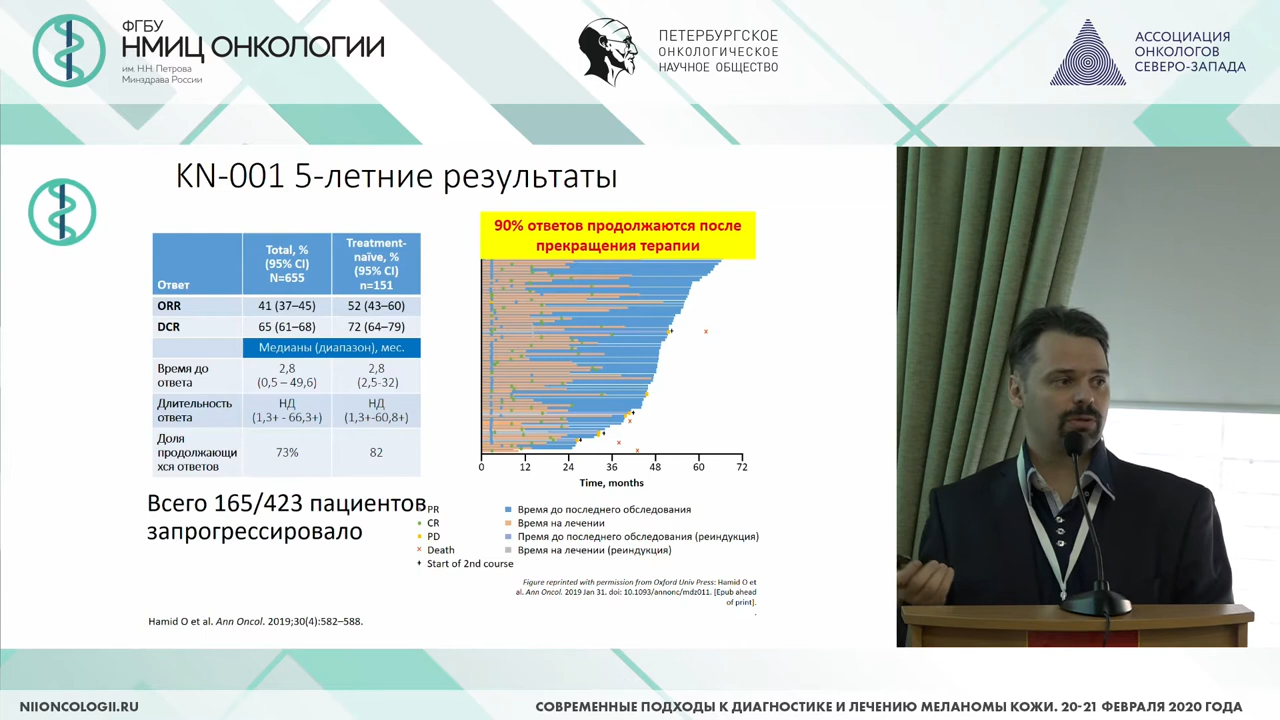 ФГБУ
НМИЦ ОНКОЛОГИИ
им. Н.Н. Петрова
Минздрава России
ПЕТЕРБУРГСКОЕ
ОНКОЛОГИЧЕСКОЕ
НАУЧНОЕ ОБЩЕСТВО
АССОЦИАЦИЯ
ОНКОЛОГОВ
СЕВЕРО-ЗАПАДА
KN-001 5-летние результаты
Ответ
Total, %
(95% CI)
N=655
Treatment-
naïve, %
(95% CI)
n=151
ORR
41 (37–45)
52 (43–60)
DCR
65 (61–68)
72 (64–79)
Медианы (диапазон), мес.
Время до
ответа
2,8
(0,5 – 49,6)
2,8
(2,5-32)
Длительность
ответа
НД
(1,3+ - 66,3+)
НД
(1,3+-60,8+)
Доля
продолжающи
хся ответов
73%
82
Всего 165/423 пациентов
запрогрессировало
90% ответов продолжаются после
прекращения терапии
0 12 24 36 48 60 72
Time, months
PR
CR
PD
Death
Start of 2nd course
Время до последнего обследования
Время на лечении
Премя до последнего обследования (реиндукция)
Время на лечении (реиндукция)
Figure reprinted with permission from Oxford Univ Press: Hamid O et
al. Ann Oncol. 2019 Jan 31. doi: 10.1093/annonc/mdz011. [Epub ahead
of print].
.
Hamid O et al. Ann Oncol. 2019;30(4):582–588.
NIIONCOLOGII.RU
СОВРЕМЕННЫЕ ПОДХОДЫ К ДИАГНОСТИКЕ И ЛЕЧЕНИЮ МЕЛАНОМЫ КОЖИ. 20-21 ФЕВРАЛЯ 2020 ГОДА